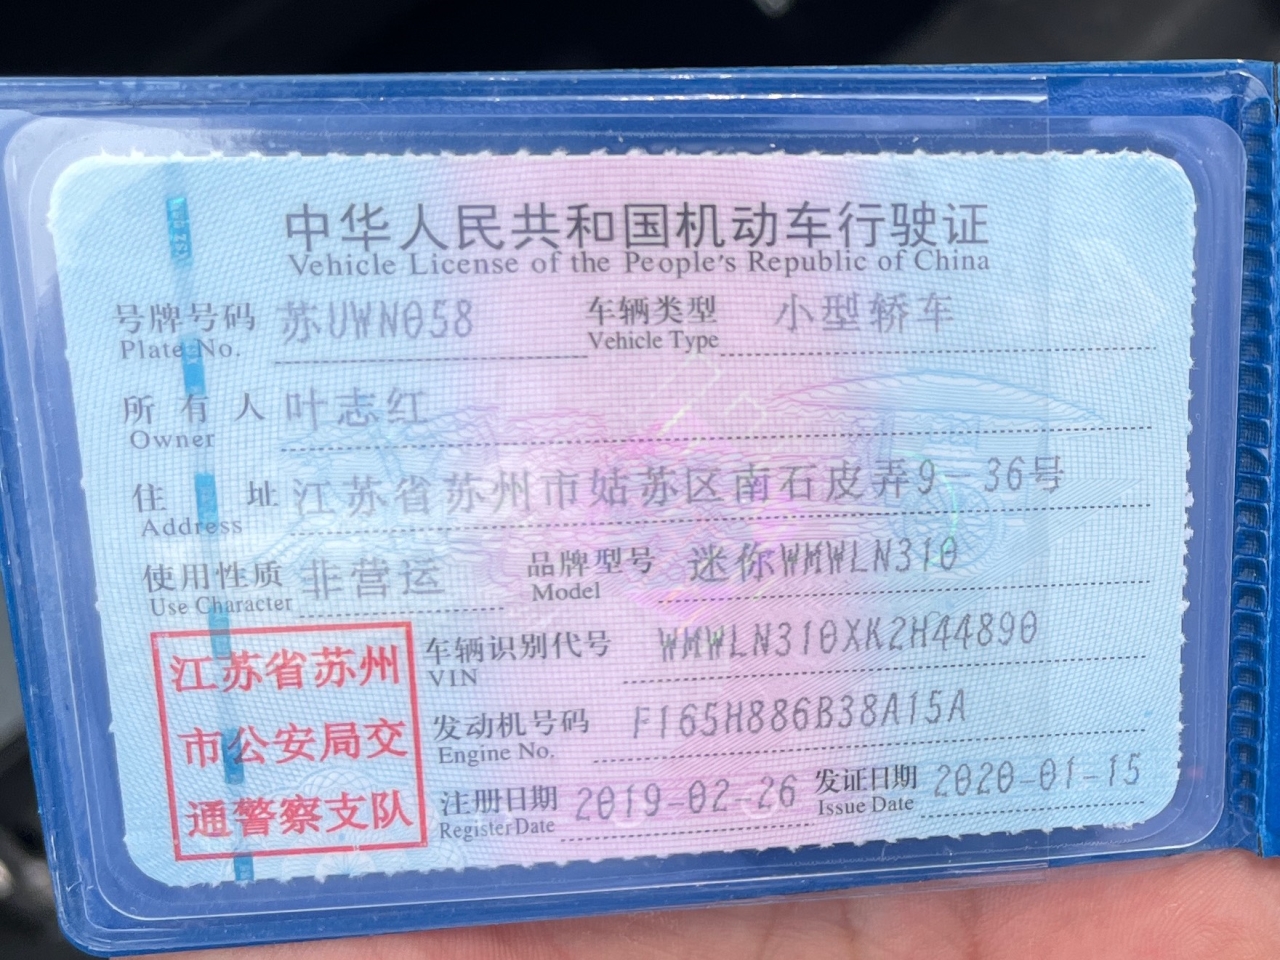 中华人民共和国机动车行驶证
Vehicle License of the People's Republic of China
号牌号码 苏UWN058 车辆类型 小型轿车
Plate No. Vehicle Type
所有人 叶志红
Owner
住址 江苏省苏州市姑苏区南石皮弄9-36号
Address
使用性质 非营运 品牌型号 迷你WMWLN310
Use Character Model
江苏省苏州
市公安局交
通警察支队
车辆识别代号 WMWLN310XK2H44890
VIN
发动机号码 F165H886B38A15A
Engine No.
注册日期 2019-02-26 发证日期 2020-01-15
Register Date Issue Date